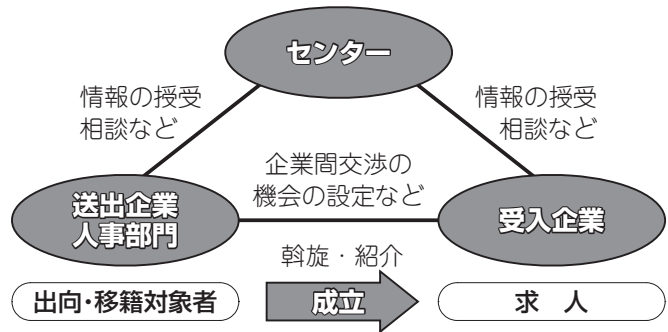 センター
情報の授受
相談など
情報の授受
相談など
企業間交渉の
機会の設定など
送出企業
人事部門
受入企業
斡旋・紹介
出向・移籍対象者
成立
求　人